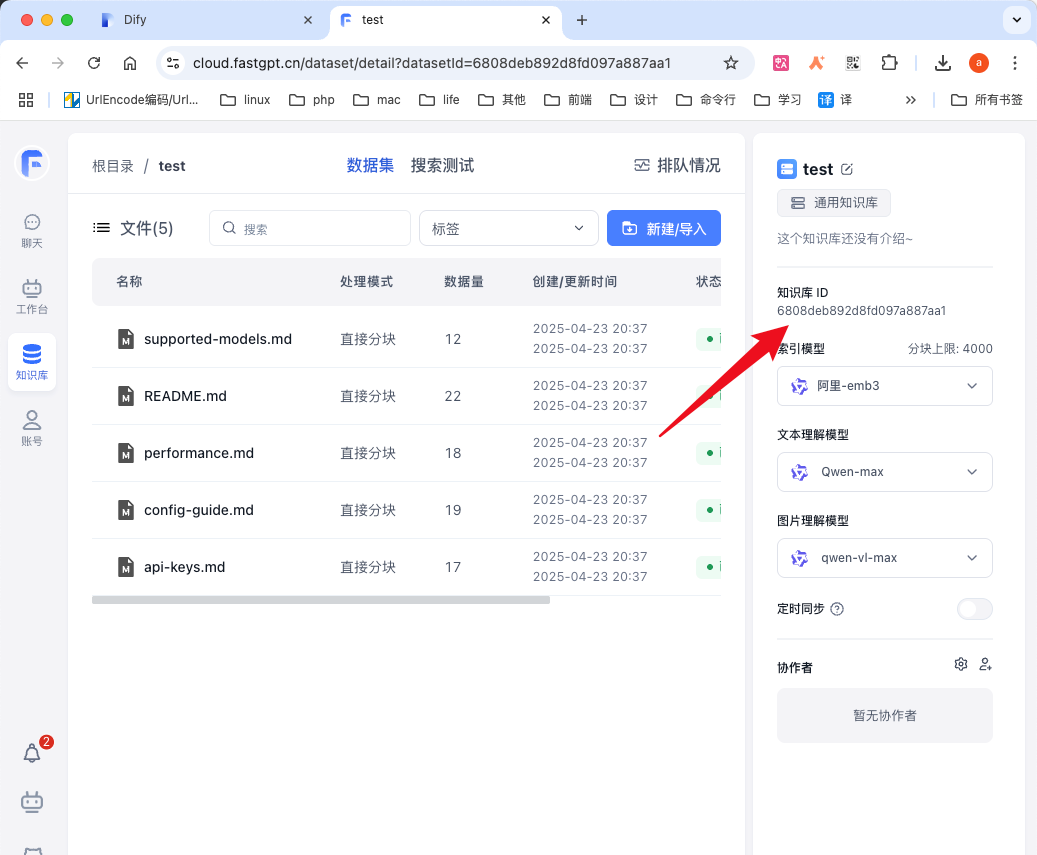 Dify
test
cloud.fastgpt.cn/dataset/detail?datasetId=6808deb892d8fd097a887aa1
a
UrlEncode编码/Url...
linux
php
mac
life
其他
前端
设计
命令行
学习
译
译
所有书签
聊天
工作台
知识库
账号
2
根目录 / test
数据集
搜索测试
排队情况
文件(5)
搜索
标签
新建/导入
名称 处理模式 数据量 创建/更新时间 状态
supported-models.md 直接分块 12 2025-04-23 20:37
2025-04-23 20:37
README.md 直接分块 22 2025-04-23 20:37
2025-04-23 20:37
performance.md 直接分块 18 2025-04-23 20:37
2025-04-23 20:37
config-guide.md 直接分块 19 2025-04-23 20:37
2025-04-23 20:37
api-keys.md 直接分块 17 2025-04-23 20:37
2025-04-23 20:37
test
通用知识库
这个知识库还没有介绍~
知识库 ID
6808deb892d8fd097a887aa1
索引模型 分块上限: 4000
阿里-emb3
文本理解模型
Qwen-max
图片理解模型
qwen-vl-max
定时同步
协作者
暂无协作者